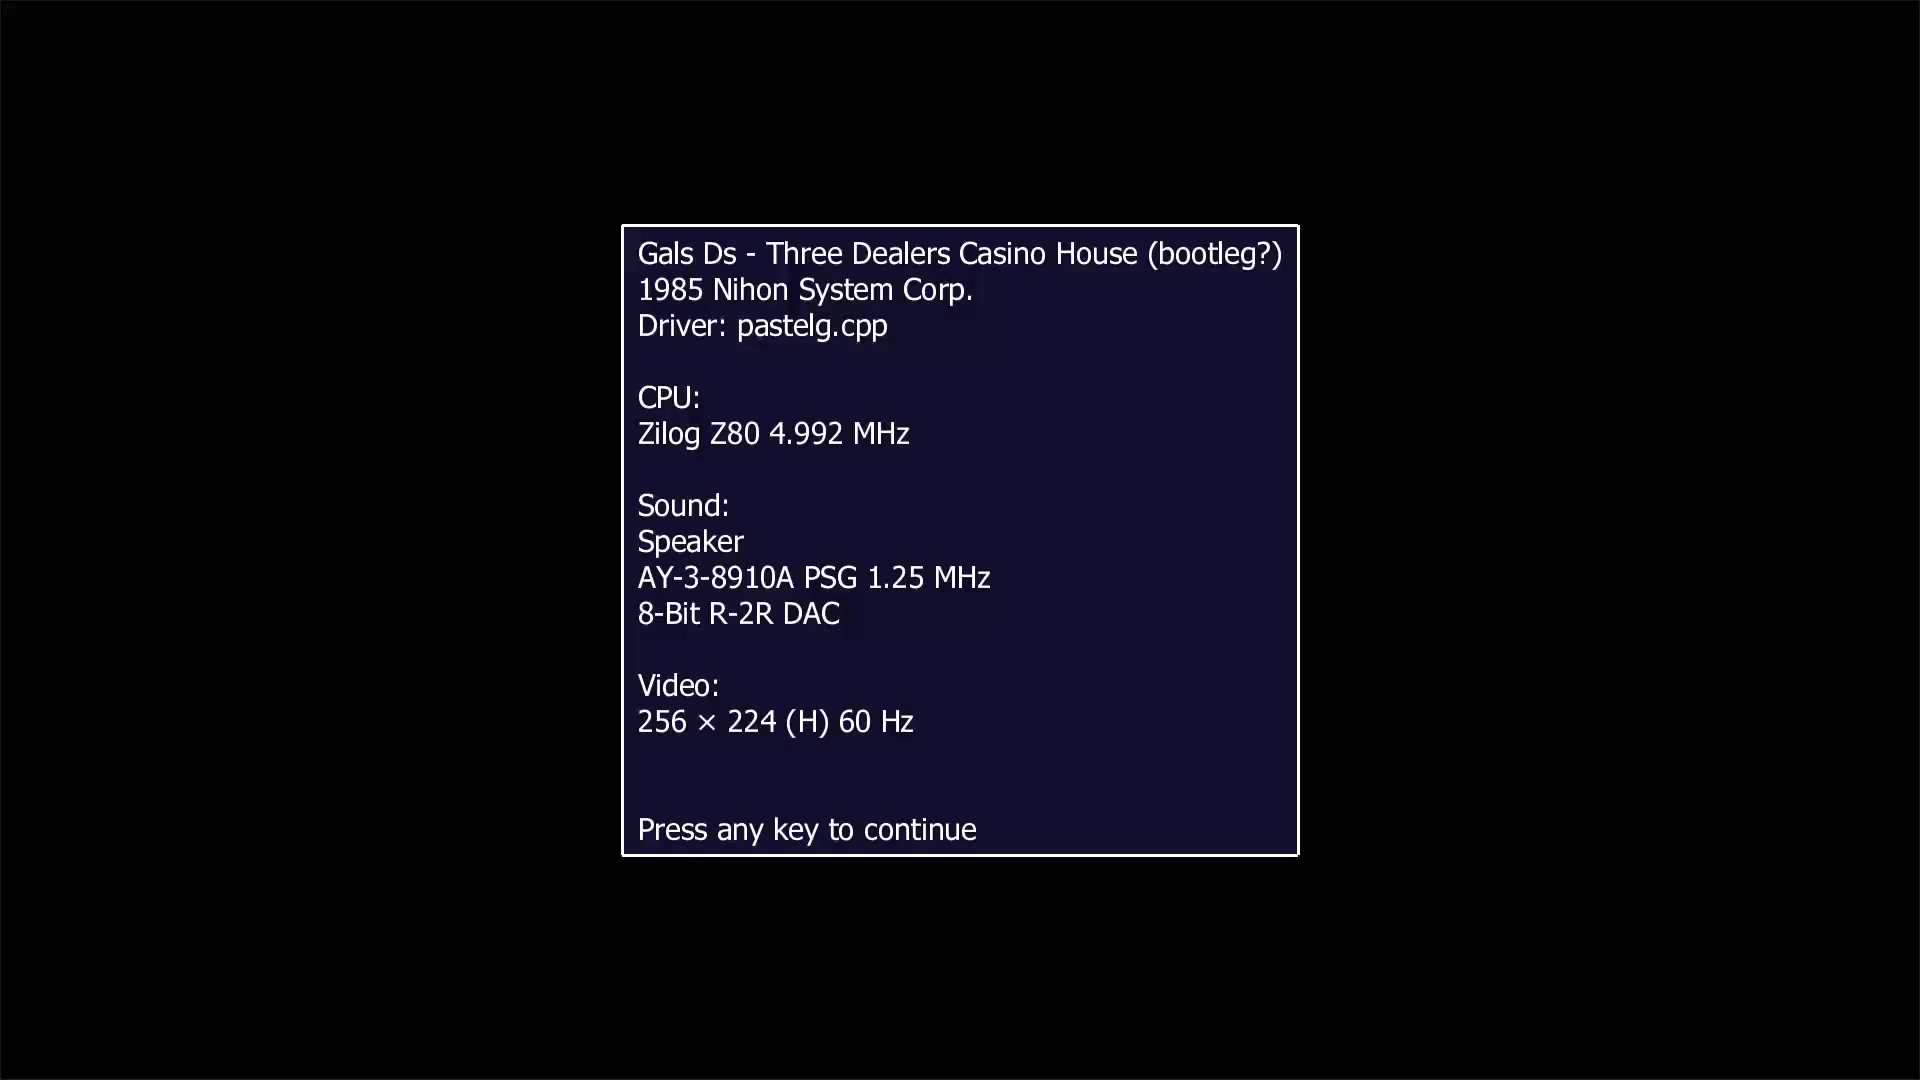 Gals Ds - Three Dealers Casino House (bootleg?)
1985 Nihon System Corp.
Driver: pastelg.cpp
CPU:
Zilog Z80 4.992 MHz
Sound:
Speaker
AY-3-8910A PSG 1.25 MHz
8-Bit R-2R DAC
Video:
256 × 224 (H) 60 Hz
Press any key to continue